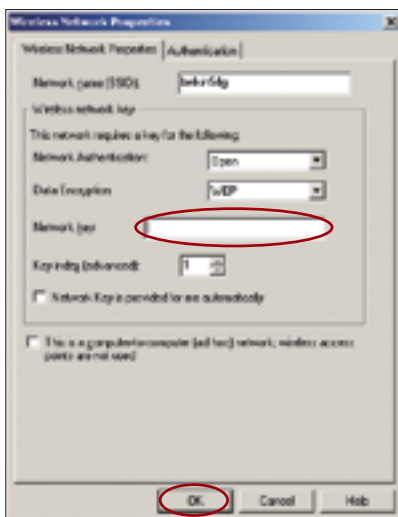 Wireless Network Properties
Wireless Network Properties Authentication
Network name (SSID): belkin54g
Wireless network key
This network requires a key for the following:
Network Authentication: Open
Data Encryption WEP
Network key:
Key index (advanced): 1
Network Key is provided for me automatically
This is a computer-to-computer (ad hoc) network; wireless access
points are not used
OK Cancel Help